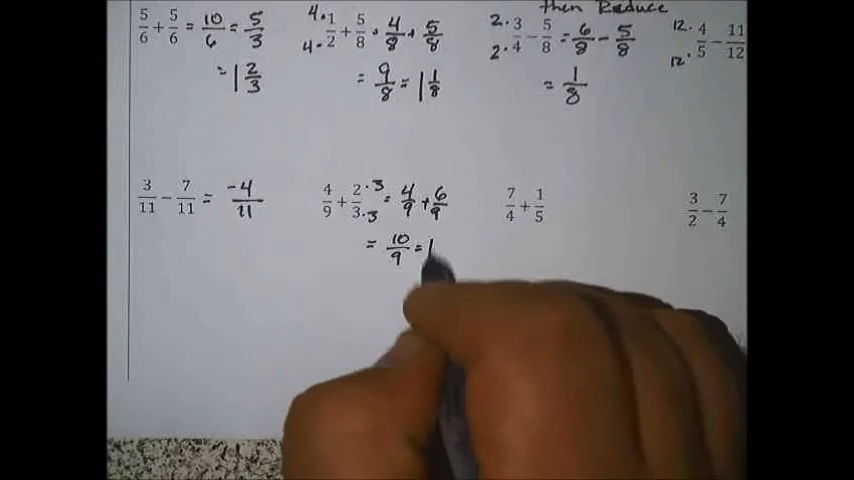 then Reduce
5/6 + 5/6 = 10/6 = 5/3
= 1 2/3
4· 1/2 4· + 5/8 = 4/8 + 5/8
= 9/8 = 1 1/8
2· 3/4 2· - 5/8 = 6/8 - 5/8
= 1/8
12· 4/5 12· - 11/12
3/11 - 7/11 = -4/11
4/9 + 2/3 ·3 ·3 = 4/9 + 6/9
= 10/9 = 1
7/4 + 1/5
3/2 - 7/4